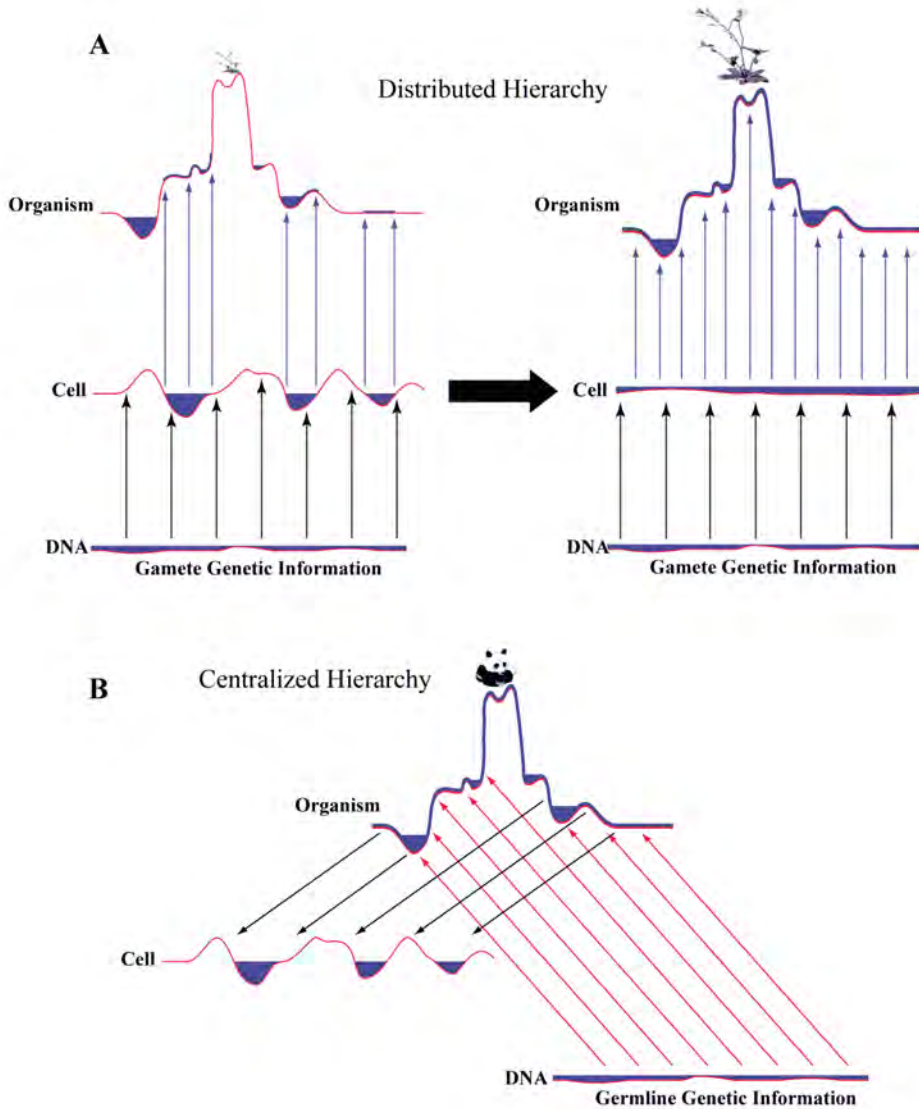 A
Distributed Hierarchy
Organism
Cell
DNA
Gamete Genetic Information
Organism
Cell
DNA
Gamete Genetic Information
B
Centralized Hierarchy
Organism
Cell
DNA
Germline Genetic Information